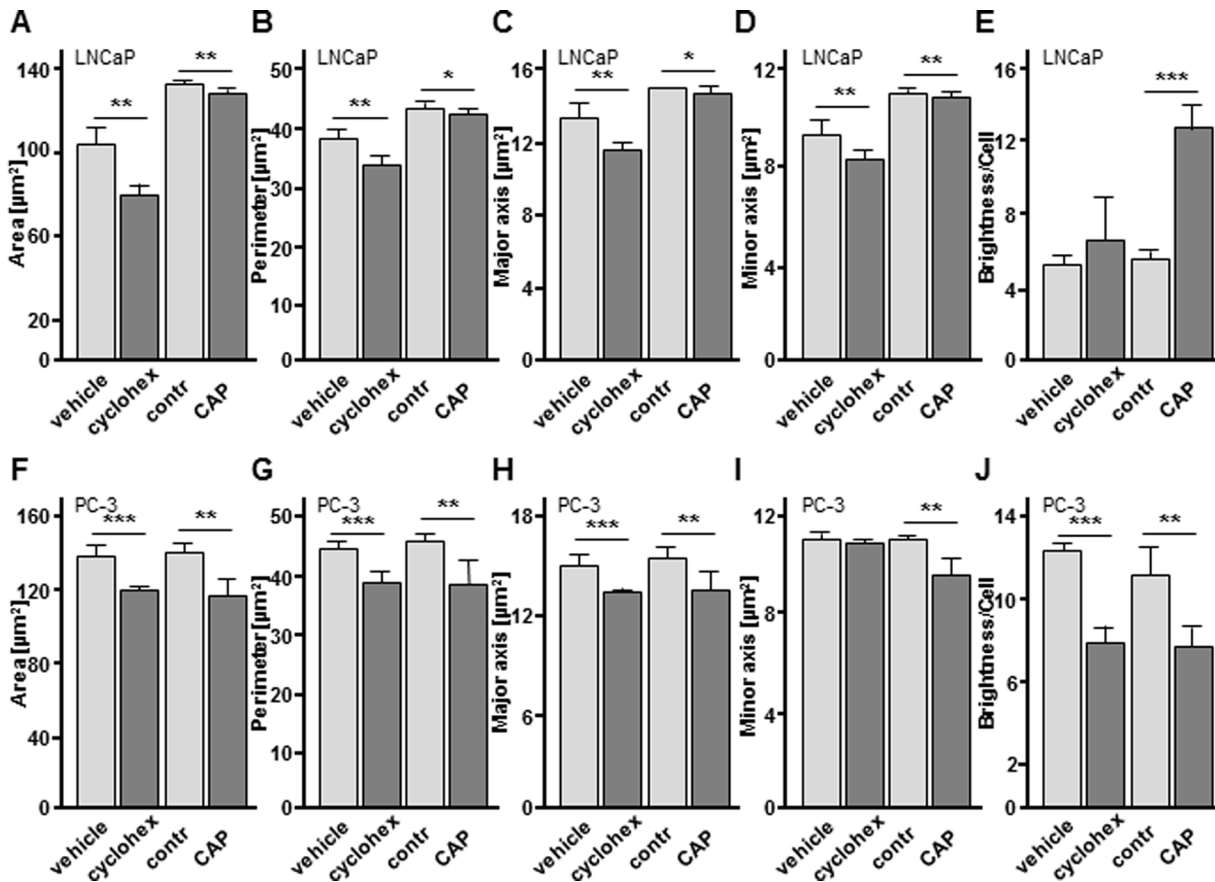 A
LNCaP
Area [µm²]
140
100
60
20
0
**
**
vehicle
cyclohex
contr
CAP
B
LNCaP
Perimeter [µm²]
50
40
30
20
10
0
**
*
vehicle
cyclohex
contr
CAP
C
LNCaP
Major axis [µm²]
16
12
8
4
0
**
*
vehicle
cyclohex
contr
CAP
D
LNCaP
Minor axis [µm²]
12
8
4
0
**
**
vehicle
cyclohex
contr
CAP
E
LNCaP
Brightness/Cell
16
12
8
4
0
***
vehicle
cyclohex
contr
CAP
F
PC-3
Area [µm²]
160
120
80
40
0
***
**
vehicle
cyclohex
contr
CAP
G
PC-3
Perimeter [µm²]
50
40
30
20
10
0
***
**
vehicle
cyclohex
contr
CAP
H
PC-3
Major axis [µm²]
18
12
6
0
***
**
vehicle
cyclohex
contr
CAP
I
PC-3
Minor axis [µm²]
12
8
4
0
**
vehicle
cyclohex
contr
CAP
J
PC-3
Brightness/Cell
14
10
6
2
0
***
**
vehicle
cyclohex
contr
CAP